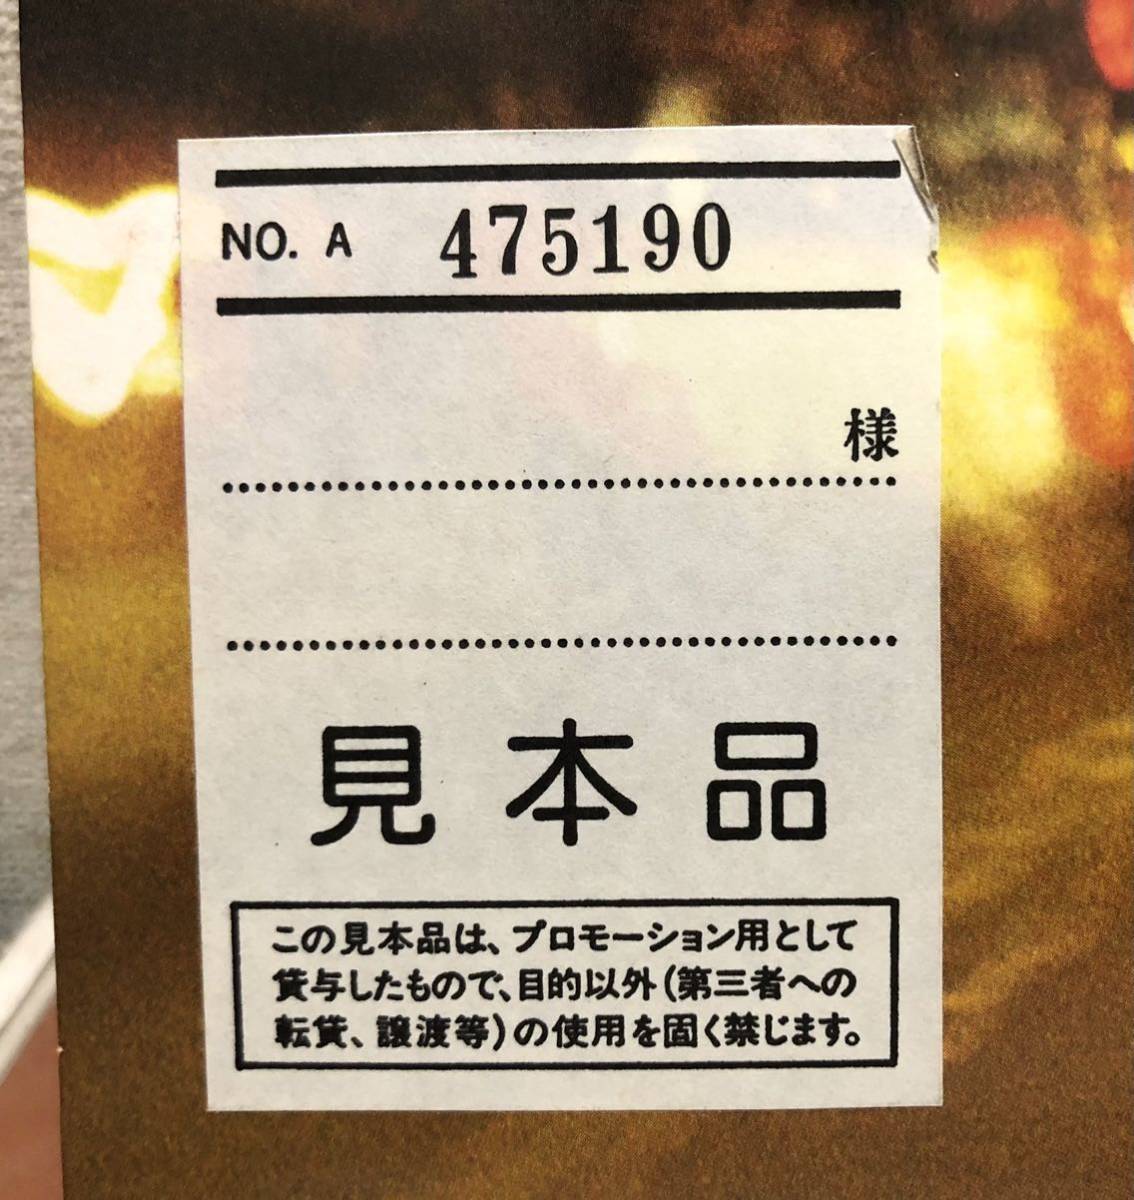 NO. A 475190
様
見本品
この見本品は、プロモーション用として
貸与したもので、目的以外(第三者への
転貸、譲渡等)の使用を固く禁じます。